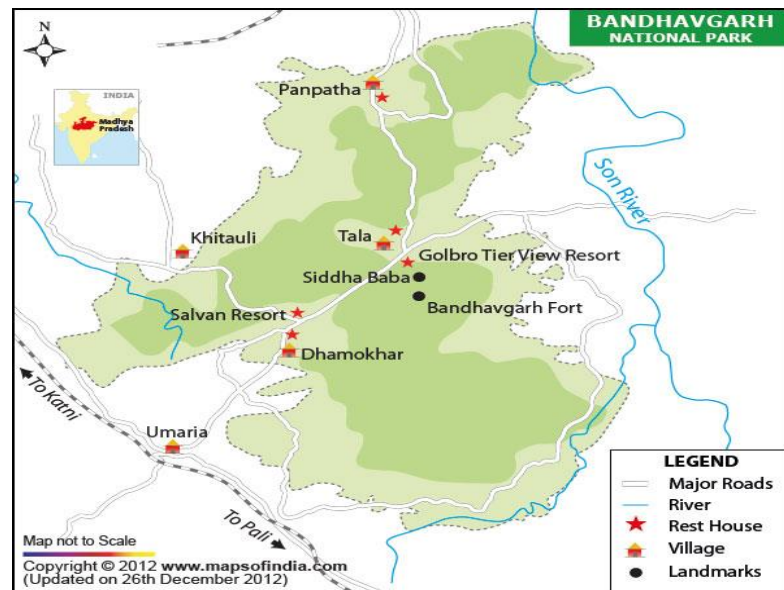 BANDHAVGARH
NATIONAL PARK
N
INDIA
Madhya
Pradesh
Panpatha
Son River
Khitauli
Tala
Golbro Tier View Resort
Siddha Baba
Bandhavgarh Fort
Salvan Resort
Dhamokhar
To Katni
Umaria
To Pali
LEGEND
Major Roads
River
Rest House
Village
Landmarks
Map not to Scale
Copyright © 2012 www.mapsofindia.com
(Updated on 26th December 2012)